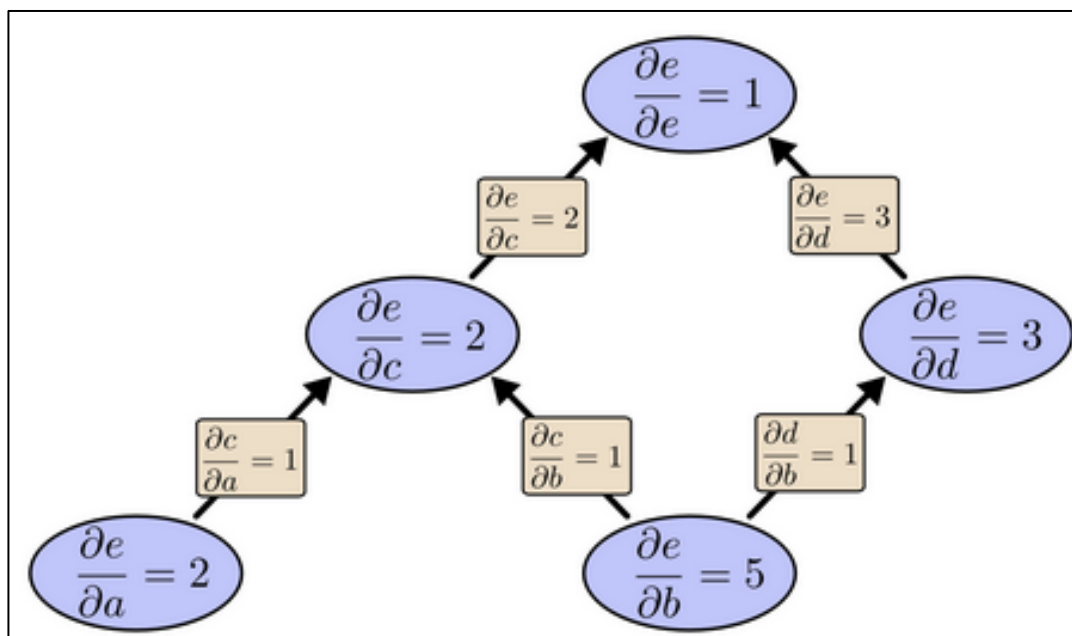 ∂e/∂e = 1
∂e/∂c = 2
∂e/∂d = 3
∂e/∂c = 2
∂e/∂d = 3
∂c/∂a = 1
∂c/∂b = 1
∂d/∂b = 1
∂e/∂a = 2
∂e/∂b = 5